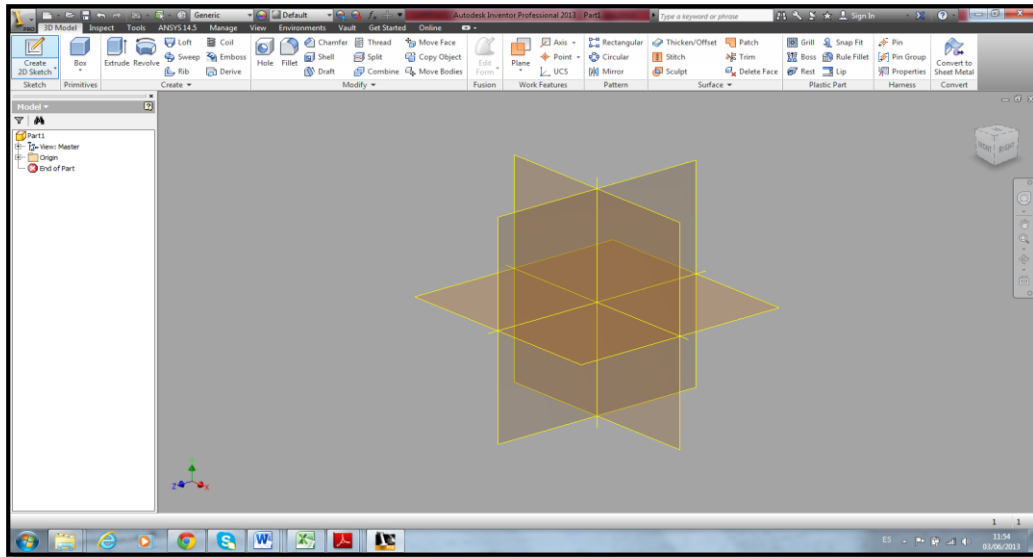 Generic Default Autodesk Inventor Professional 2013 Part1 Type a keyword or phrase Sign In
PRO 3D Model Inspect Tools ANSYS 14.5 Manage View Environments Vault Get Started Online
Create 2D Sketch Box Extrude Revolve Loft Coil Hole Fillet Chamfer Thread Move Face Edit Form Plane Axis Rectangular Thicken/Offset Patch Grill Snap Fit Pin Convert to Sheet Metal
Sweep Emboss Shell Split Copy Object Point Circular Stitch Trim Boss Rule Fillet Pin Group
Rib Derive Draft Combine Move Bodies UCS Mirror Sculpt Delete Face Rest Lip Properties
Sketch Primitives Create Modify Fusion Work Features Pattern Surface Plastic Part Harness Convert
Model
Part1
View: Master
Origin
End of Part
FRONT RIGHT
Z X
1 1
ES 11:54
03/06/2013